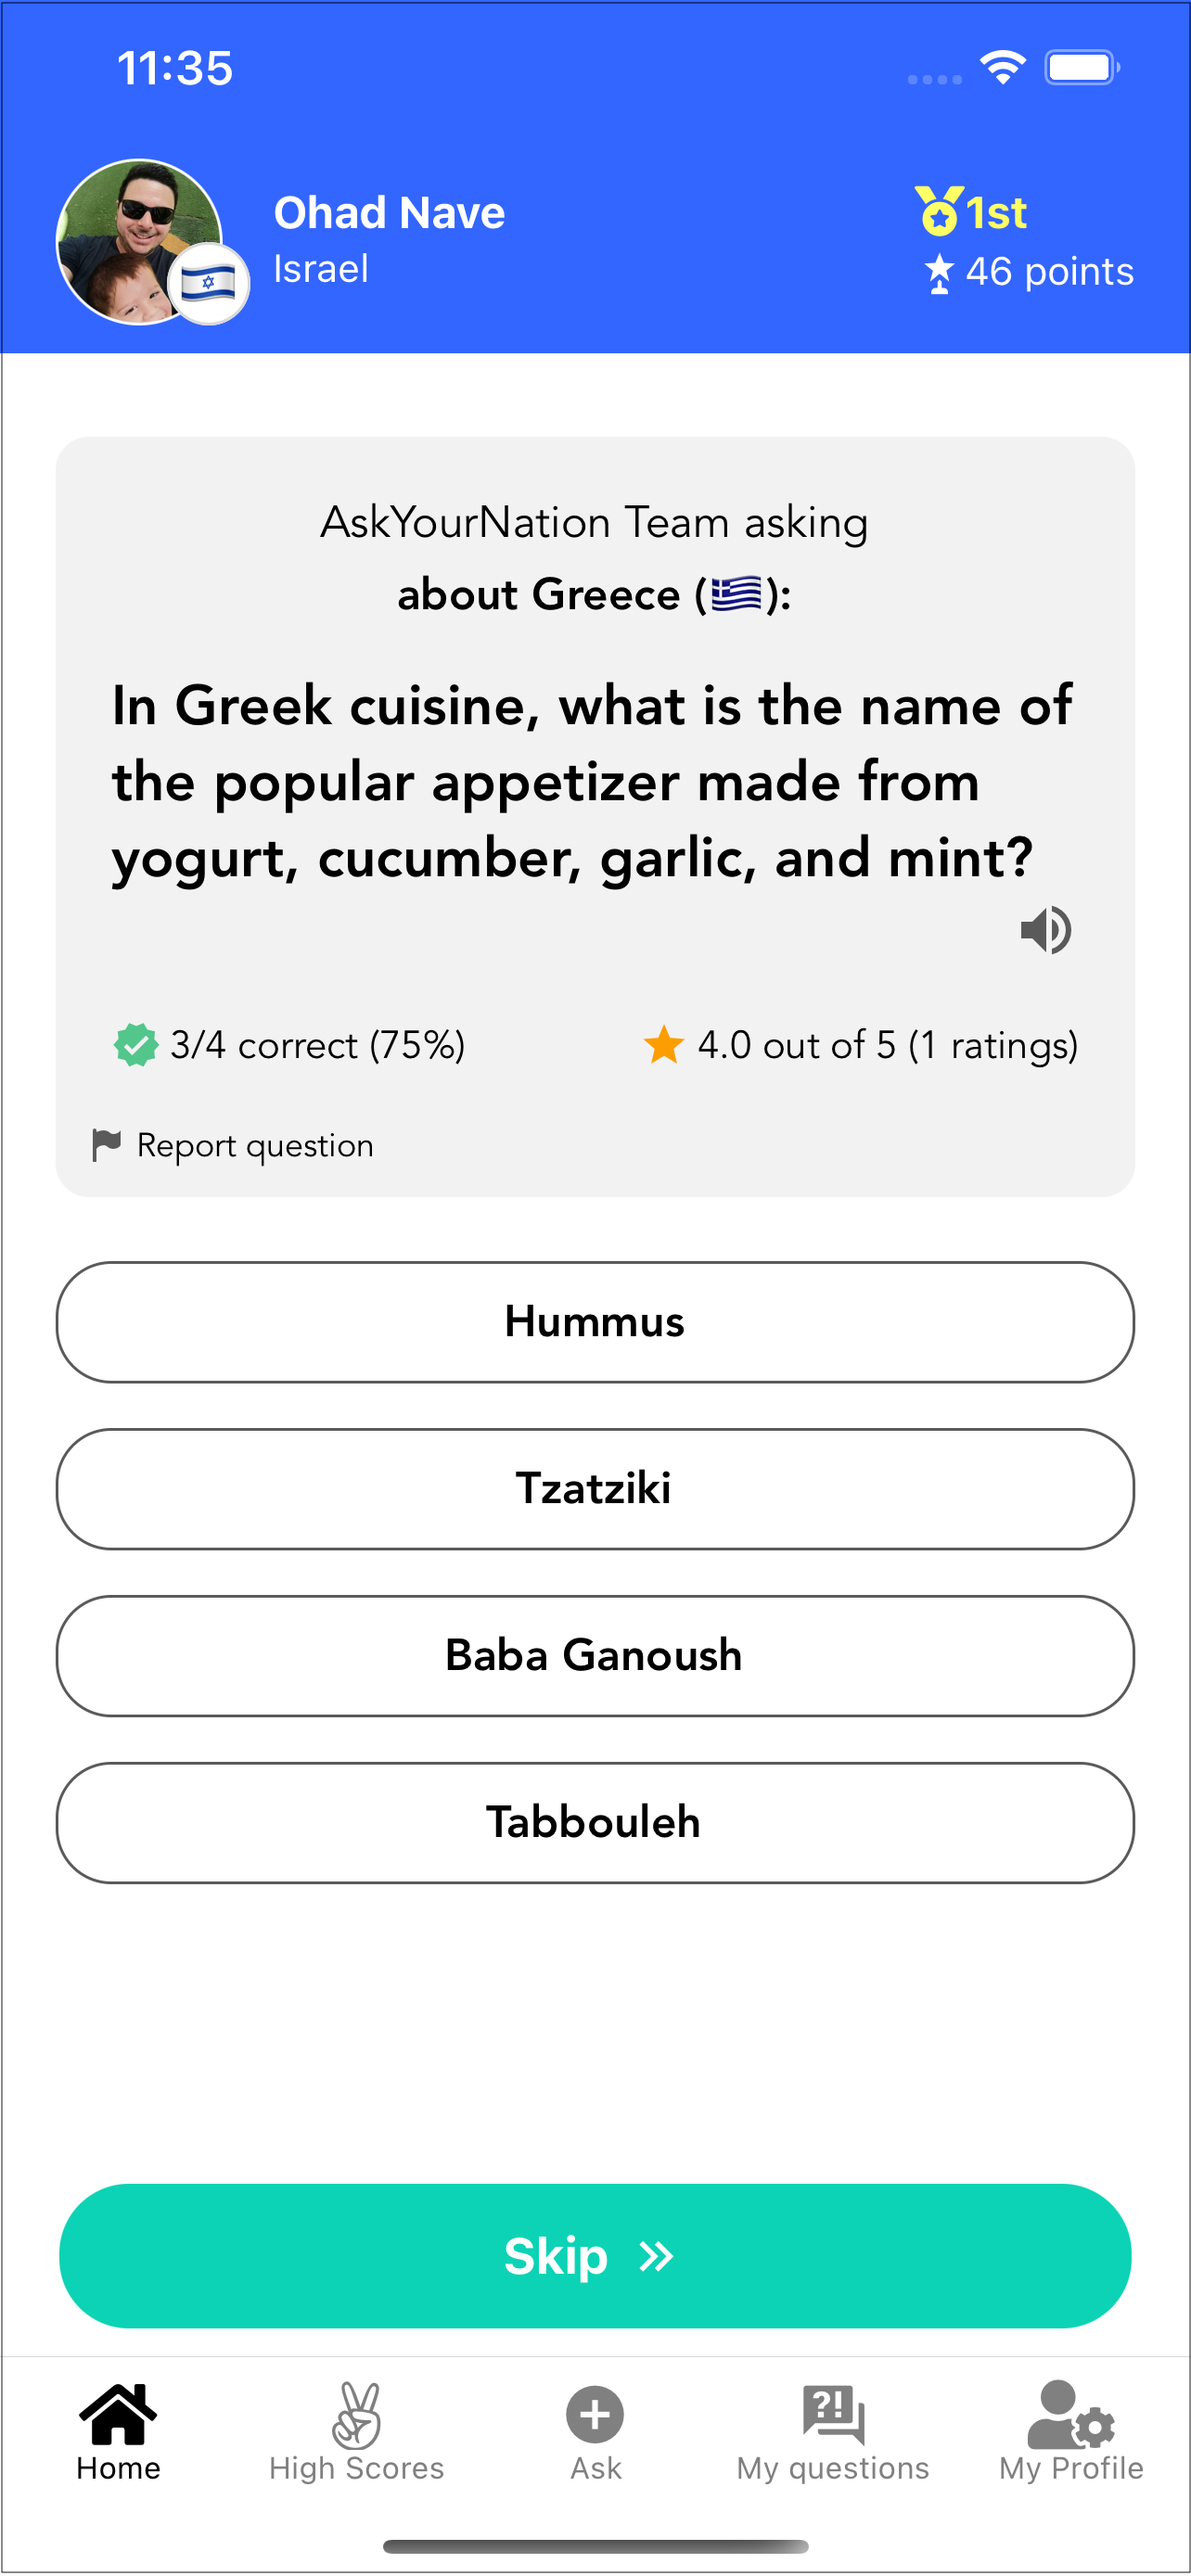 11:35
Ohad Nave
Israel
1st
46 points
AskYourNation Team asking
about Greece (🇬🇷):
In Greek cuisine, what is the name of
the popular appetizer made from
yogurt, cucumber, garlic, and mint?
3/4 correct (75%)
4.0 out of 5 (1 ratings)
Report question
Hummus
Tzatziki
Baba Ganoush
Tabbouleh
Skip »
?!
Home
High Scores
Ask
My questions
My Profile